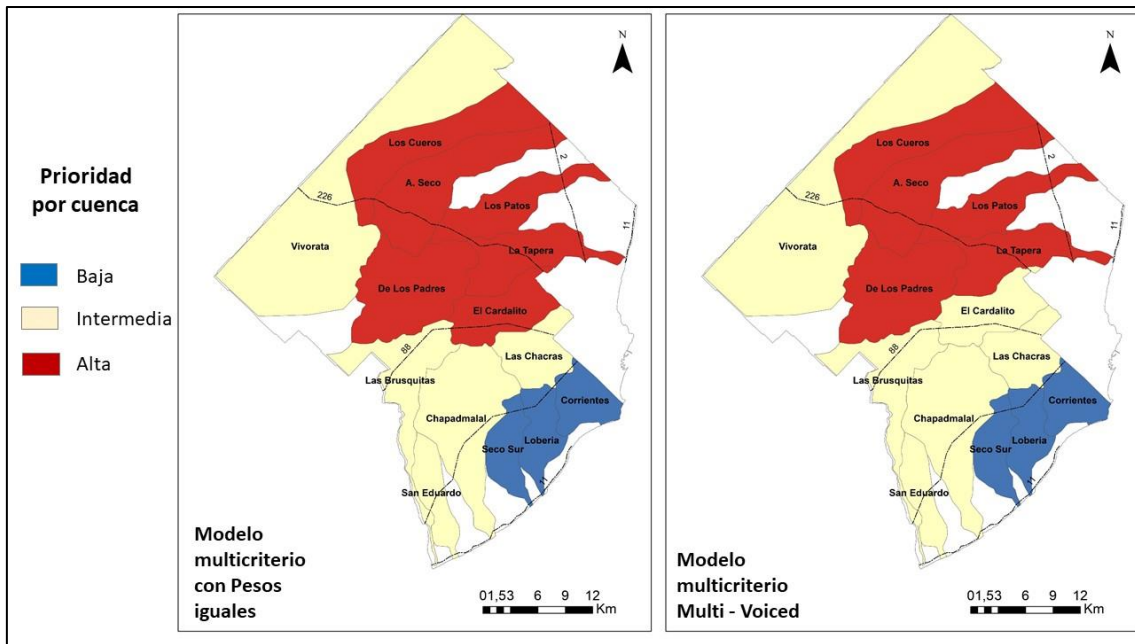 Prioridad
por cuenca
Baja
Intermedia
Alta
N
Los Cueros
2
A. Seco
226
Los Patos
11
Vivorata
La Tapera
De Los Padres
El Cardalito
88
Las Chacras
Las Brusquitas
Corrientes
Chapadmalal
Loberia
Seco Sur
San Eduardo
11
Modelo
multicriterio
con Pesos
iguales
01,53 6 9 12
Km
N
Los Cueros
2
A. Seco
226
Los Patos
11
Vivorata
La Tapera
De Los Padres
El Cardalito
88
Las Chacras
Las Brusquitas
Corrientes
Chapadmalal
Loberia
Seco Sur
San Eduardo
11
Modelo
multicriterio
Multi - Voiced
01,53 6 9 12
Km